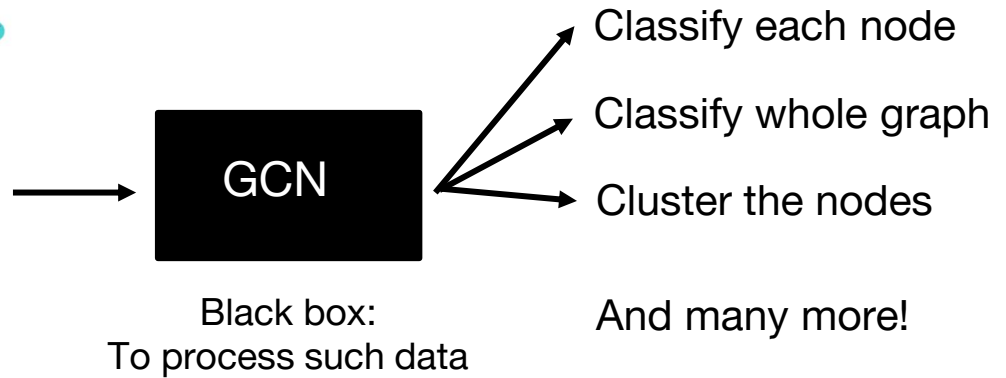 GCN
Black box:
To process such data
Classify each node
Classify whole graph
Cluster the nodes
And many more!